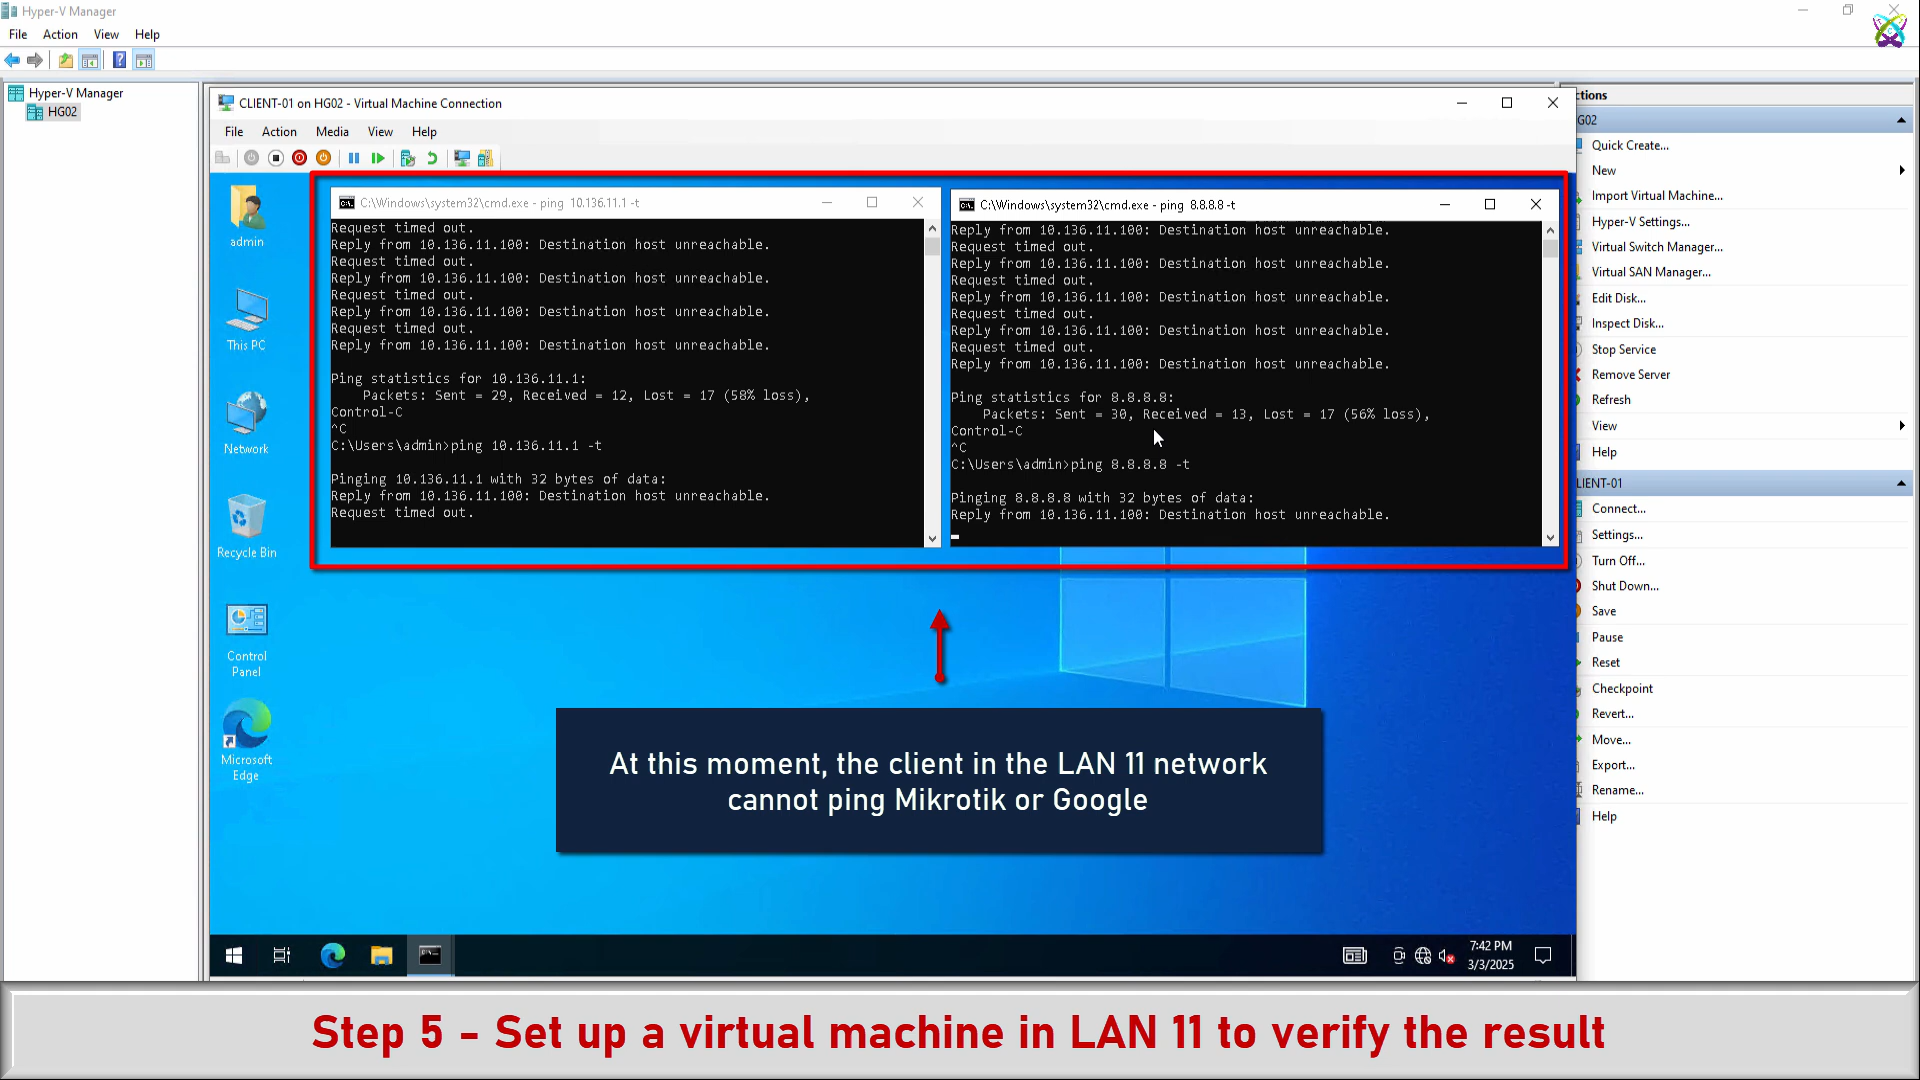 Hyper-V Manager
File Action View Help
Hyper-V Manager
HG02
CLIENT-01 on HG02 - Virtual Machine Connection
File Action Media View Help
admin
This PC
Network
Recycle Bin
Control
Panel
Microsoft
Edge
C:\Windows\system32\cmd.exe - ping 10.136.11.1 -t
Request timed out.
Reply from 10.136.11.100: Destination host unreachable.
Request timed out.
Reply from 10.136.11.100: Destination host unreachable.
Request timed out.
Reply from 10.136.11.100: Destination host unreachable.
Request timed out.
Reply from 10.136.11.100: Destination host unreachable.
Ping statistics for 10.136.11.1:
Packets: Sent = 29, Received = 12, Lost = 17 (58% loss),
Control-C
^C
C:\Users\admin>ping 10.136.11.1 -t
Pinging 10.136.11.1 with 32 bytes of data:
Reply from 10.136.11.100: Destination host unreachable.
Request timed out.
C:\Windows\system32\cmd.exe - ping 8.8.8.8 -t
Reply from 10.136.11.100: Destination host unreachable.
Request timed out.
Reply from 10.136.11.100: Destination host unreachable.
Request timed out.
Reply from 10.136.11.100: Destination host unreachable.
Request timed out.
Reply from 10.136.11.100: Destination host unreachable.
Request timed out.
Reply from 10.136.11.100: Destination host unreachable.
Ping statistics for 8.8.8.8:
Packets: Sent = 30, Received = 13, Lost = 17 (56% loss),
Control-C
^C
C:\Users\admin>ping 8.8.8.8 -t
Pinging 8.8.8.8 with 32 bytes of data:
Reply from 10.136.11.100: Destination host unreachable.
At this moment, the client in the LAN 11 network
cannot ping Mikrotik or Google
7:42 PM
3/3/2025
ctions
G02
Quick Create...
New
Import Virtual Machine...
Hyper-V Settings...
Virtual Switch Manager...
Virtual SAN Manager...
Edit Disk...
Inspect Disk...
Stop Service
Remove Server
Refresh
View
Help
LIENT-01
Connect...
Settings...
Turn Off...
Shut Down...
Save
Pause
Reset
Checkpoint
Revert...
Move...
Export...
Rename...
Help
Step 5 - Set up a virtual machine in LAN 11 to verify the result